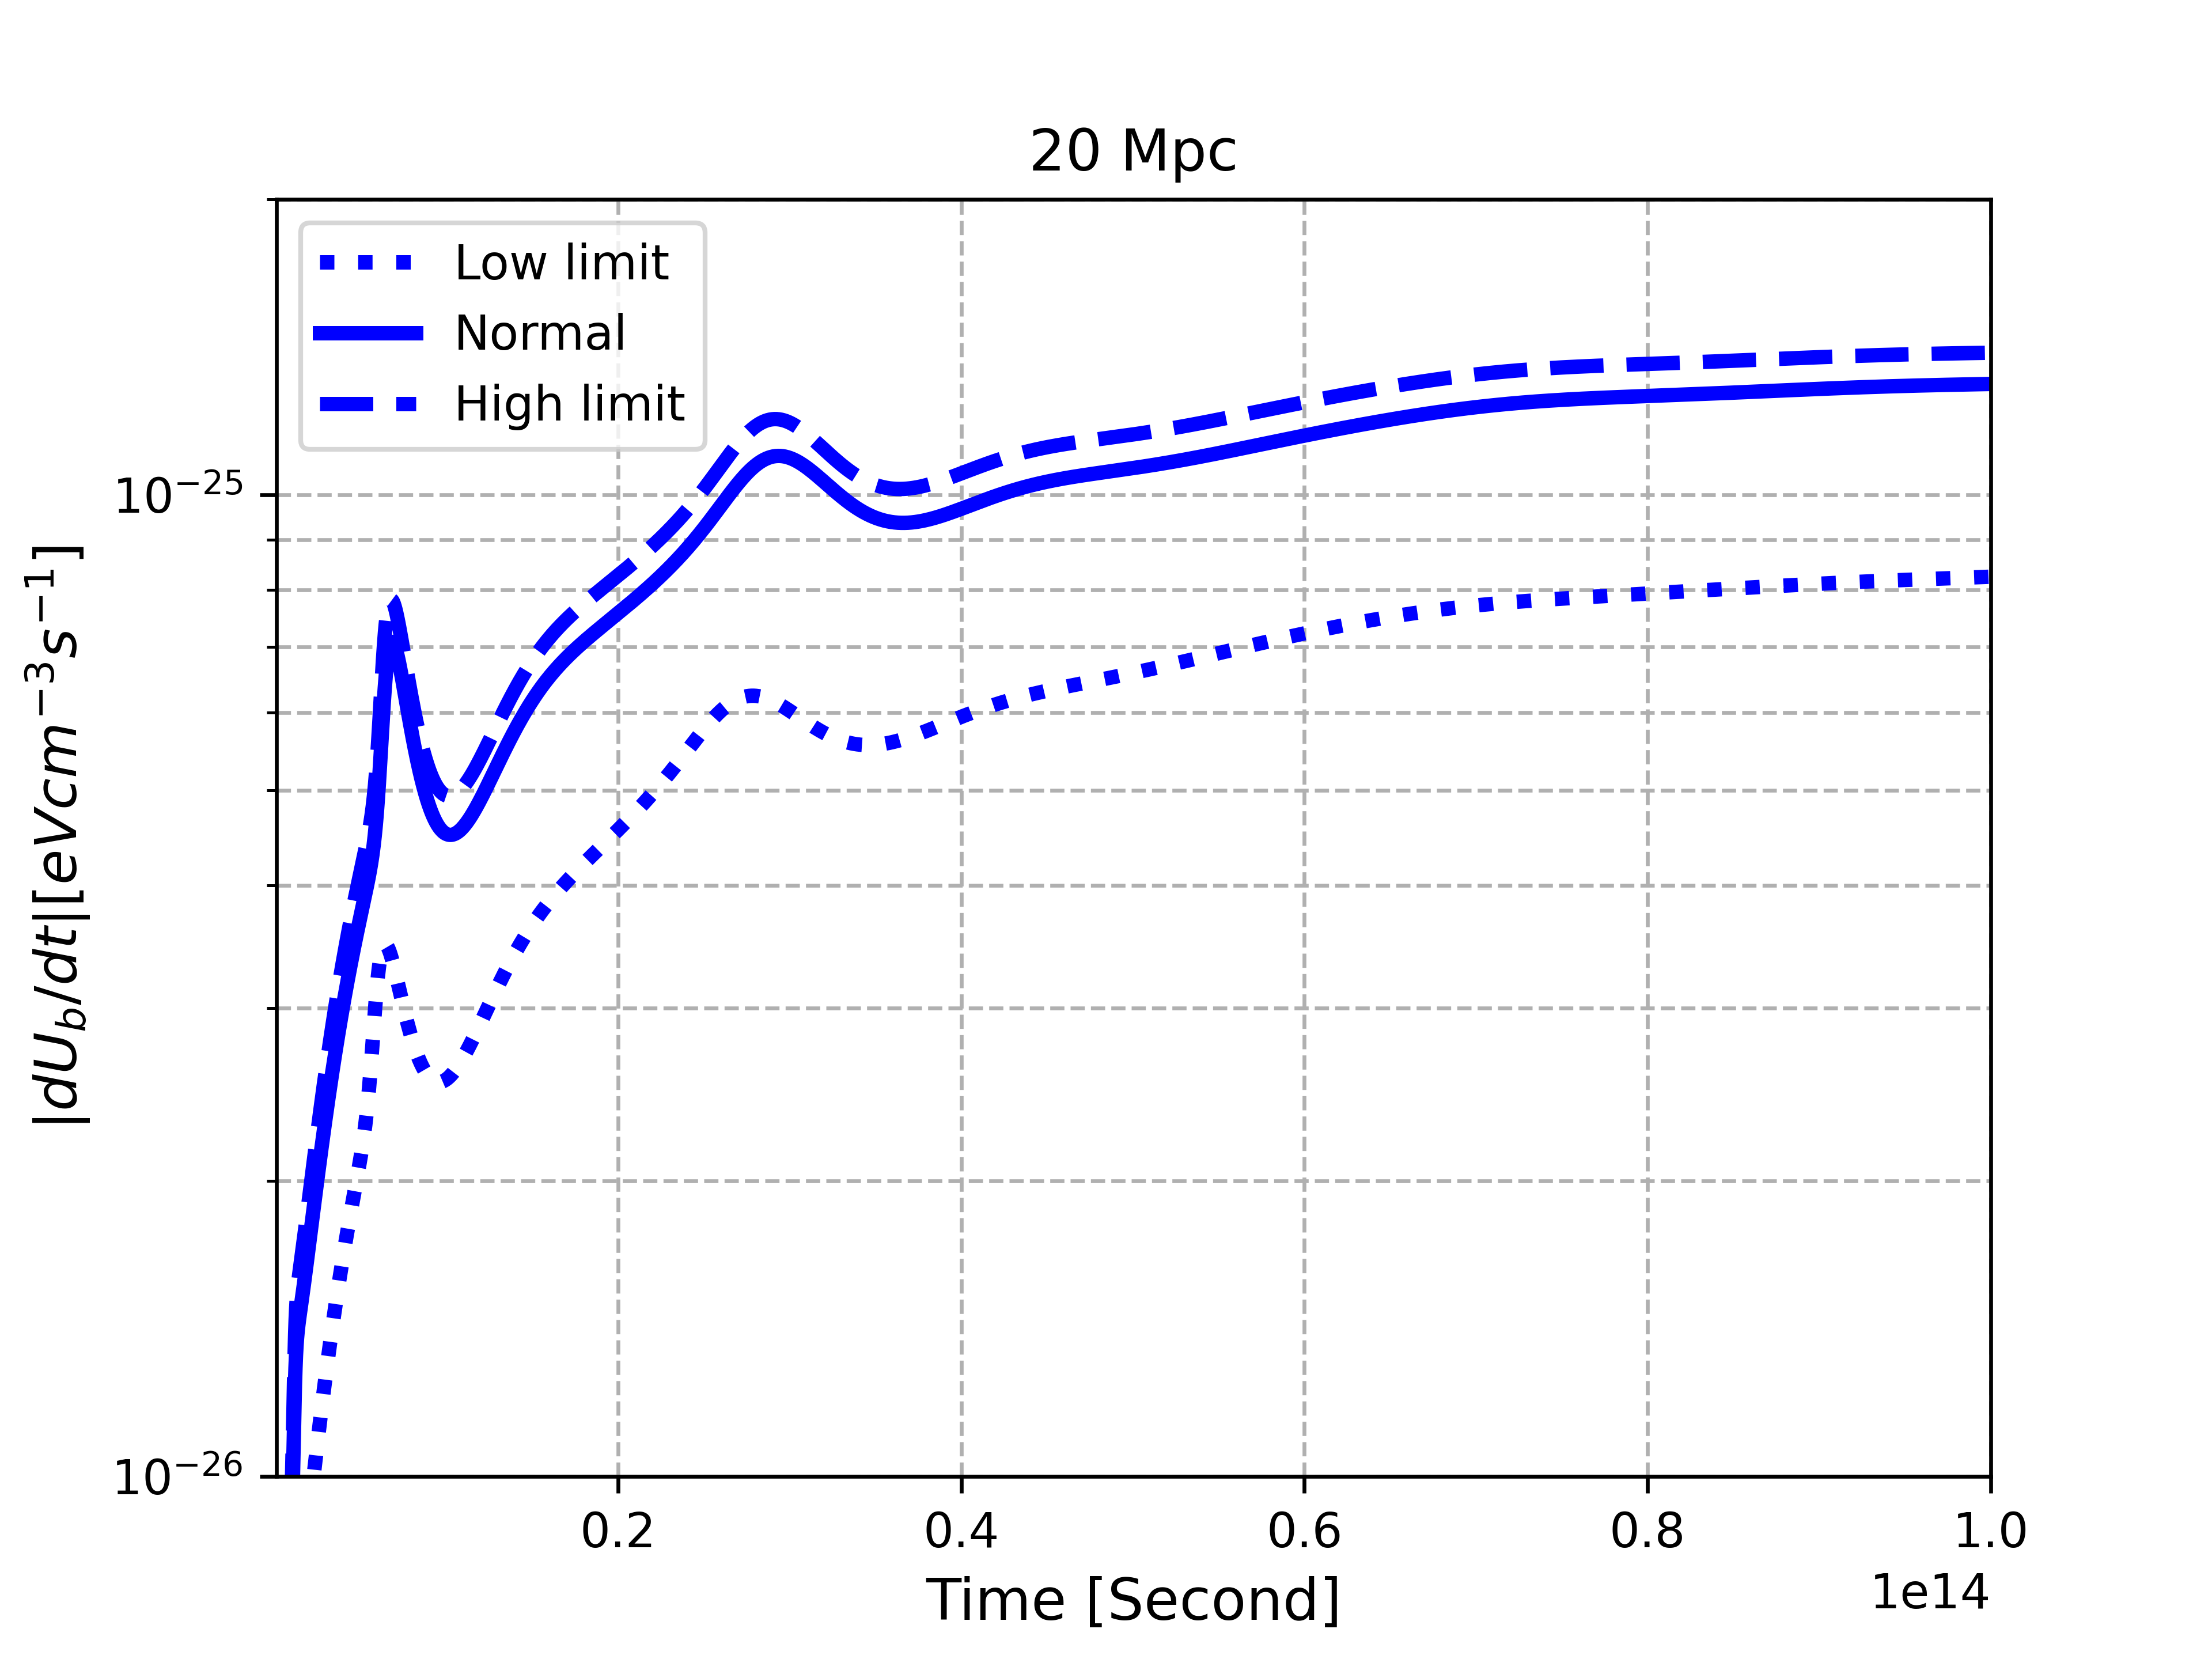 20 Mpc
Low limit
Normal
High limit
|dU_b/dt|[eVcm^{-3}s^{-1}]
10^{-25}
10^{-26}
0.2 0.4 0.6 0.8 1.0
1e14
Time [Second]